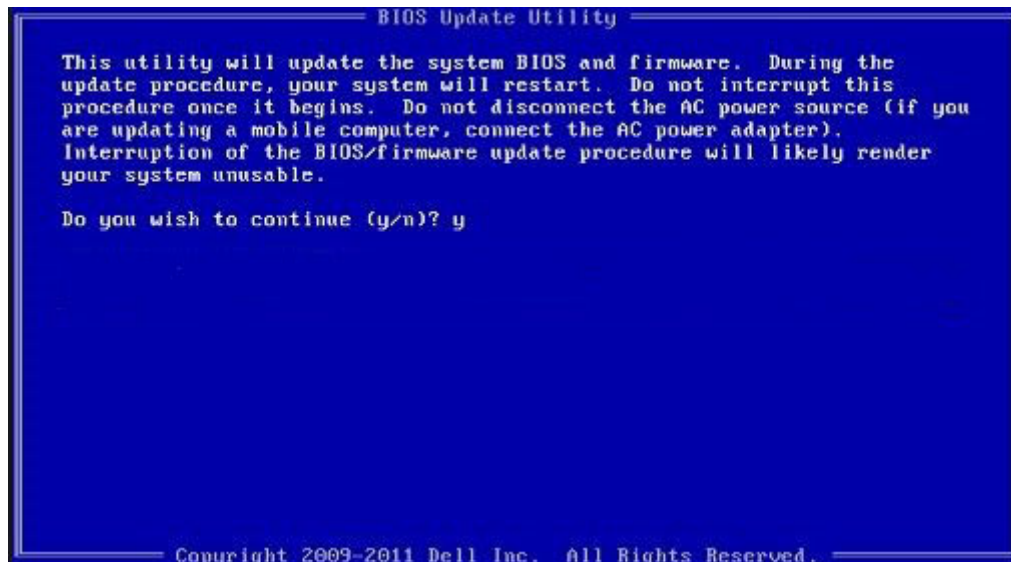 BIOS Update Utility
This utility will update the system BIOS and firmware. During the
update procedure, your system will restart. Do not interrupt this
procedure once it begins. Do not disconnect the AC power source (if you
are updating a mobile computer, connect the AC power adapter).
Interruption of the BIOS/firmware update procedure will likely render
your system unusable.
Do you wish to continue (y/n)? y
Copyright 2009-2011 Dell Inc. All Rights Reserved.